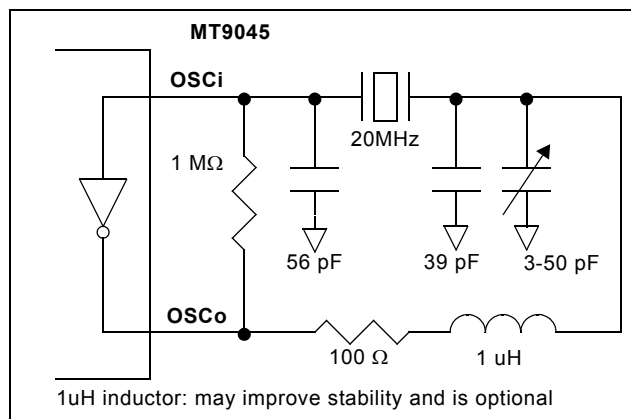 MT9045
OSCi
20MHz
1 MΩ
56 pF
39 pF
3-50 pF
OSCo
100 Ω
1 uH
1uH inductor: may improve stability and is optional